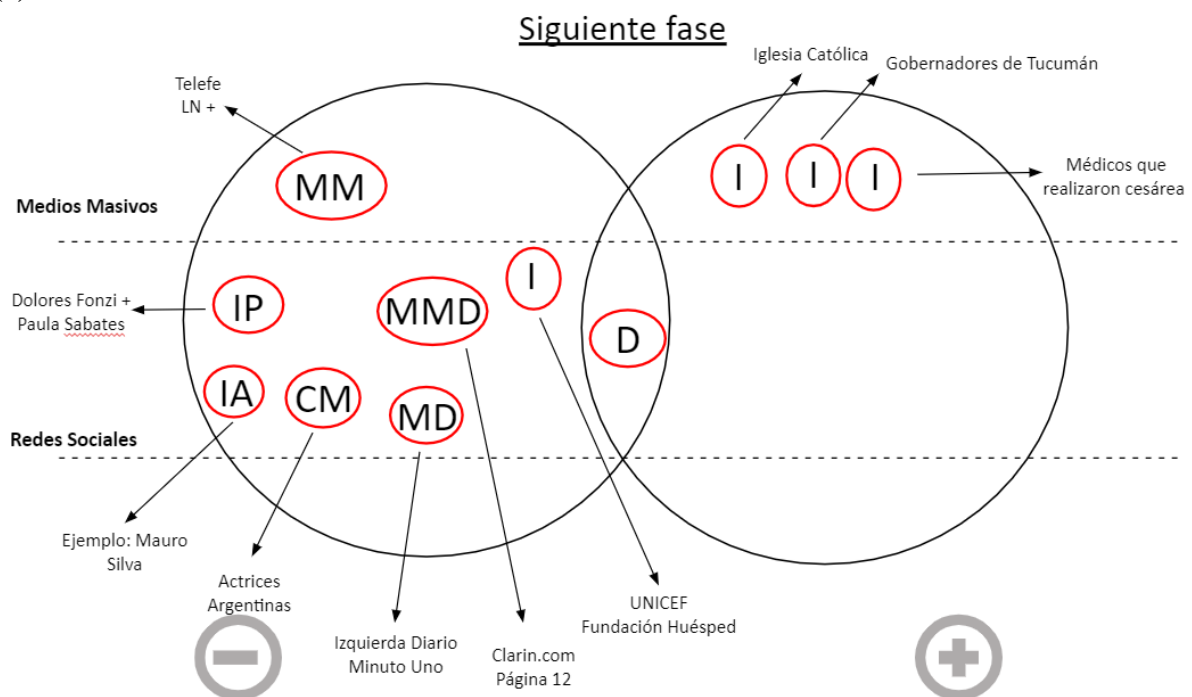 Siguiente fase
Iglesia Católica
Gobernadores de Tucumán
Telefe
LN +
MM
I
I
I
Médicos que
realizaron cesárea
Medios Masivos
I
Dolores Fonzi +
Paula Sabates
IP
MMD
D
IA
CM
MD
Redes Sociales
Ejemplo: Mauro
Silva
Actrices
Argentinas
Izquierda Diario
Minuto Uno
Clarin.com
Página 12
UNICEF
Fundación Huésped